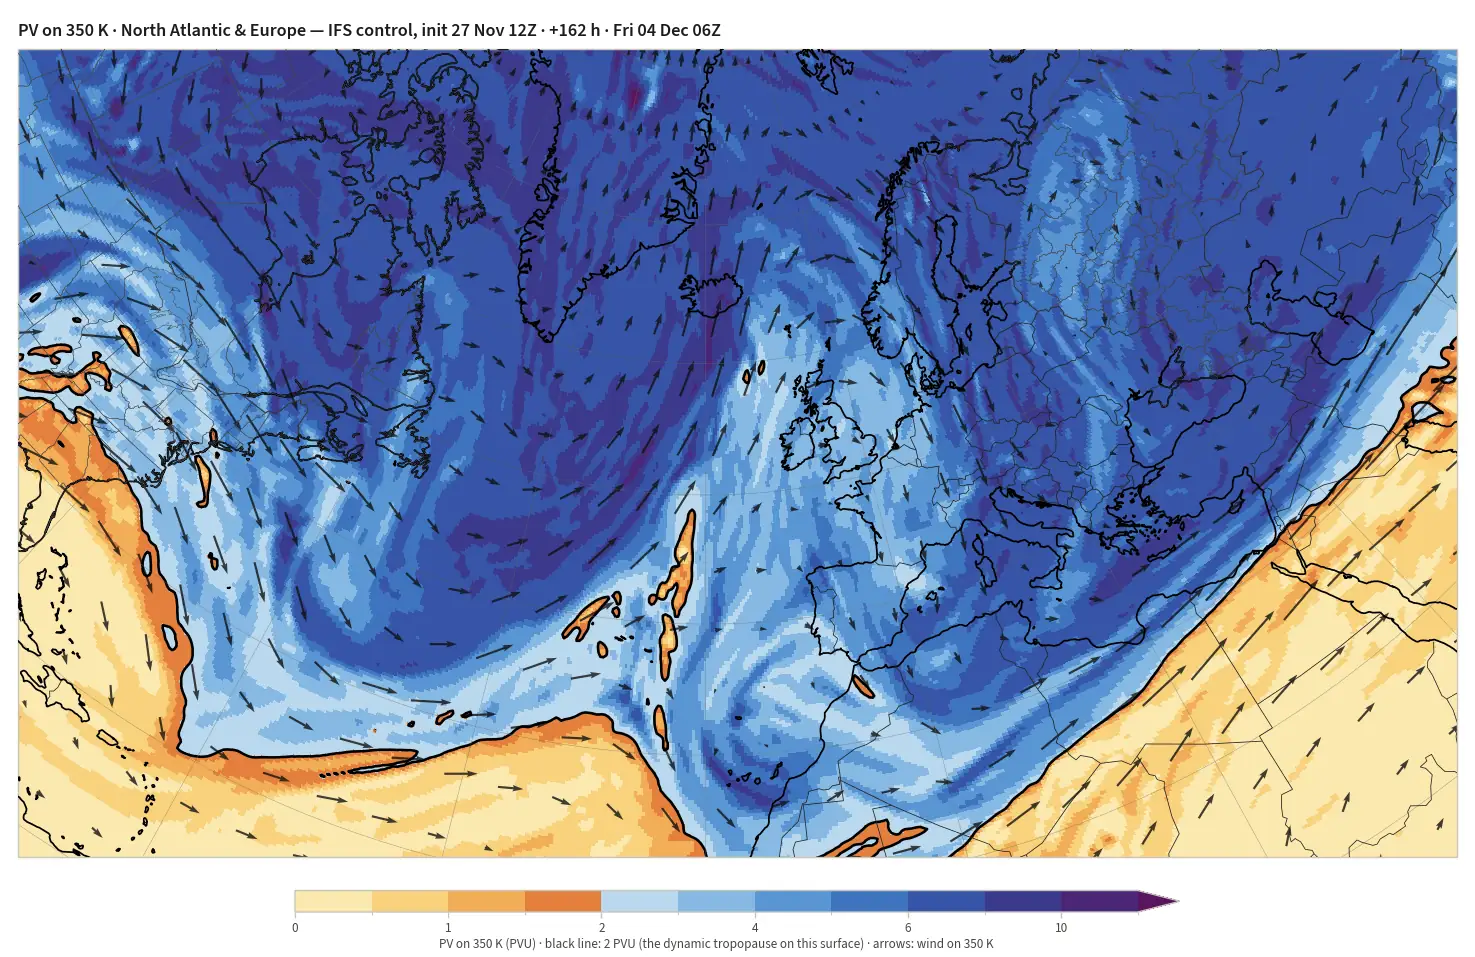 PV on 350 K · North Atlantic & Europe — IFS control, init 27 Nov 12Z · +162 h · Fri 04 Dec 06Z
0 1 2 4 6 10
PV on 350 K (PVU) · black line: 2 PVU (the dynamic tropopause on this surface) · arrows: wind on 350 K